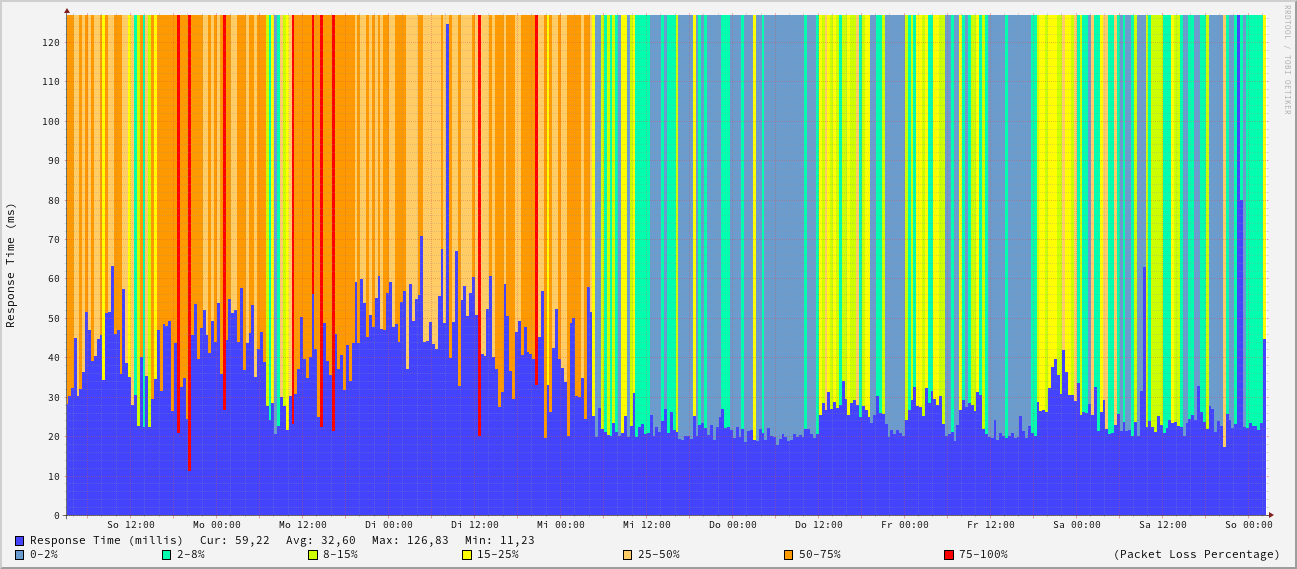 RRDTOOL / TOBI OETIKER
Response Time (ms)
120
110
100
90
80
70
60
50
40
30
20
10
0
So 12:00 Mo 00:00 Mo 12:00 Di 00:00 Di 12:00 Mi 00:00 Mi 12:00 Do 00:00 Do 12:00 Fr 00:00 Fr 12:00 Sa 00:00 Sa 12:00 So 00:00
Response Time (millis) Cur: 59,22 Avg: 32,60 Max: 126,83 Min: 11,23
0-2% 2-8% 8-15% 15-25% 25-50% 50-75% 75-100% (Packet Loss Percentage)